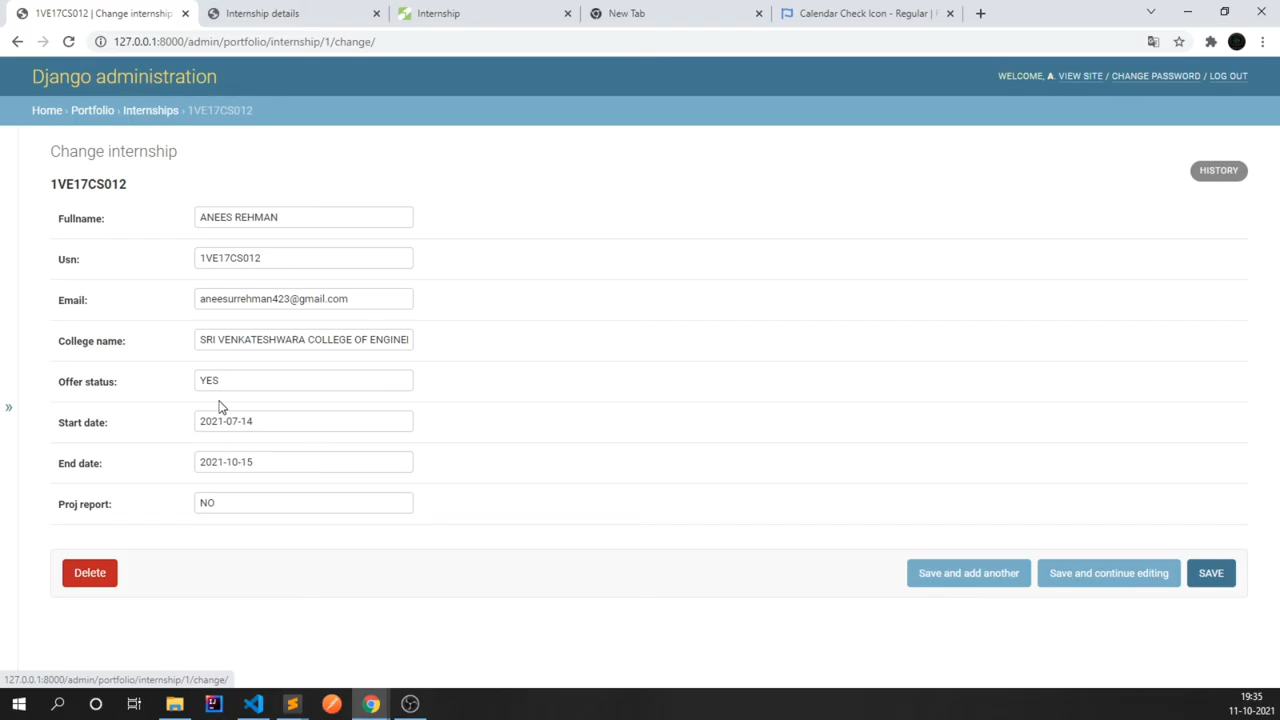 1VE17CS012 | Change internship
Internship details
Internship
New Tab
Calendar Check Icon - Regular |
127.0.0.1:8000/admin/portfolio/internship/1/change/
Django administration
WELCOME, A. VIEW SITE / CHANGE PASSWORD / LOG OUT
Home › Portfolio › Internships › 1VE17CS012
Change internship
HISTORY
1VE17CS012
Fullname: ANEES REHMAN
Usn: 1VE17CS012
Email: aneesurrehman423@gmail.com
College name: SRI VENKATESHWARA COLLEGE OF ENGINE
Offer status: YES
Start date: 2021-07-14
End date: 2021-10-15
Proj report: NO
Delete
Save and add another
Save and continue editing
SAVE
127.0.0.1:8000/admin/portfolio/internship/1/change/
19:35
11-10-2021